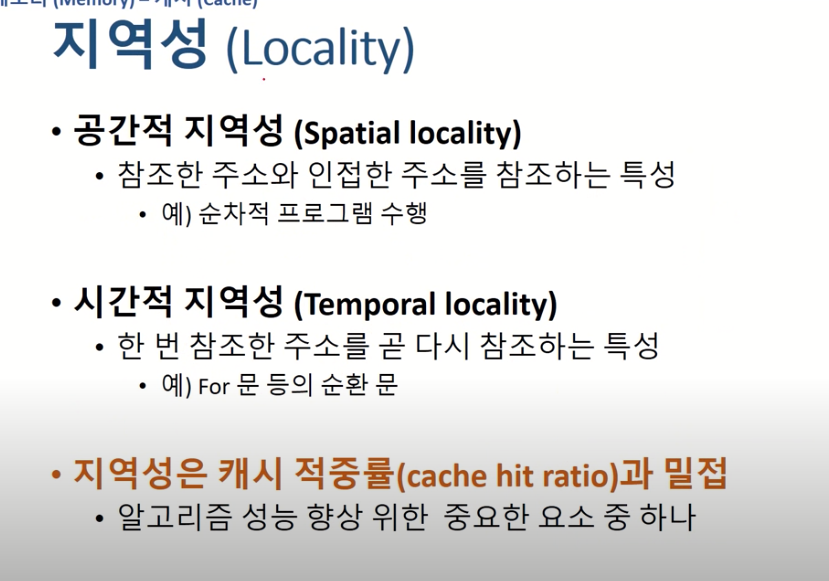 (Memory) – 캐시 (Cache)
지역성 (Locality)
• 공간적 지역성 (Spatial locality)
• 참조한 주소와 인접한 주소를 참조하는 특성
• 예) 순차적 프로그램 수행
• 시간적 지역성 (Temporal locality)
• 한 번 참조한 주소를 곧 다시 참조하는 특성
• 예) For 문 등의 순환 문
• 지역성은 캐시 적중률(cache hit ratio)과 밀접
• 알고리즘 성능 향상 위한 중요한 요소 중 하나